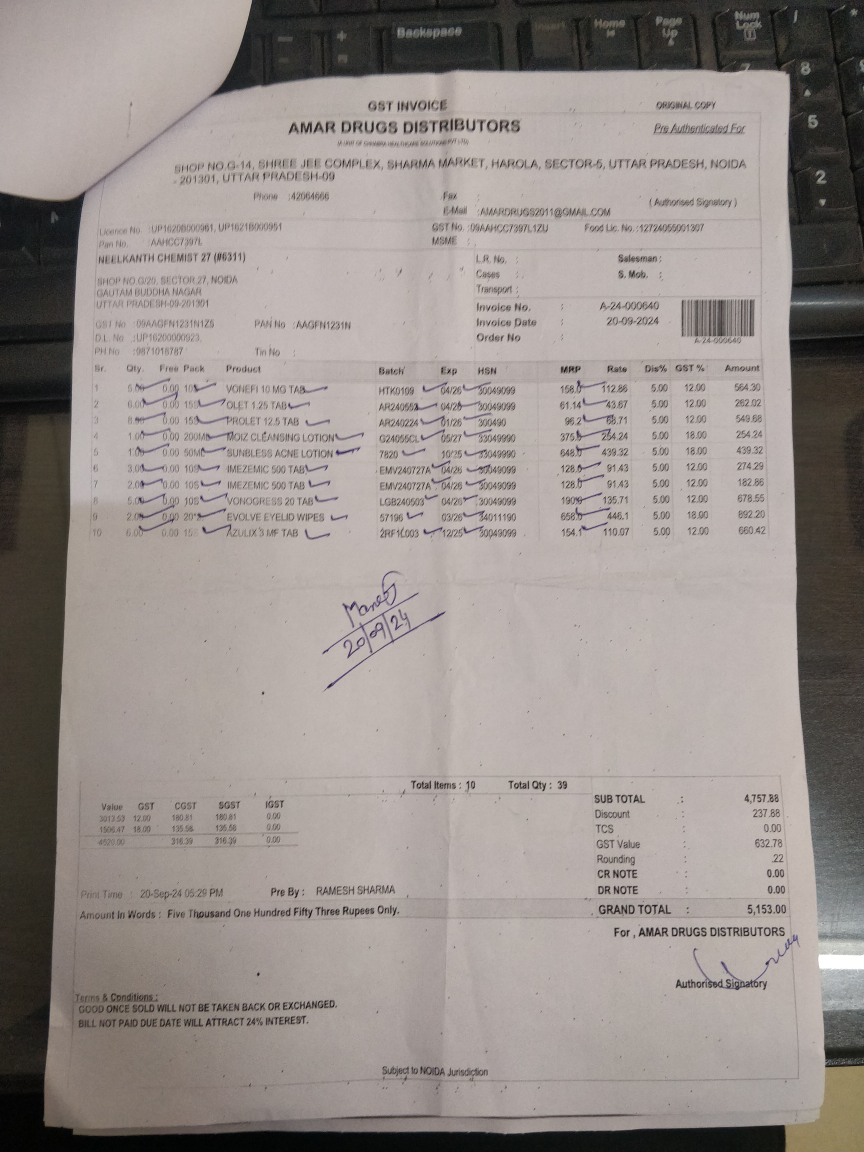 Backspace
Insert
Home
Page Up
Num Lock
/
*
7
8
5
2
GST INVOICE
ORIGINAL COPY
AMAR DRUGS DISTRIBUTORS
Pre Authenticated For
SHOP NO.G-14, SHREE JEE COMPLEX, SHARMA MARKET, HAROLA, SECTOR-5, UTTAR PRADESH, NOIDA
- 201301, UTTAR PRADESH-09
Phone :42064666 Fax :
E-Mail :AMARDRUGS2011@GMAIL.COM
( Authorised Signatory )
Licence No :UP1620B000961, UP1621B000951 GST No. :09AAHCC7397L1ZU Food Lic. No.:12724055001307
Pan No. AAHCC7397L MSME :
NEELKANTH CHEMIST 27 (#6311)
SHOP NO.G/20, SECTOR 27, NOIDA
GAUTAM BUDDHA NAGAR
UTTAR PRADESH-09-201301
GST No :09AAGFN1231N1Z5 PAN No :AAGFN1231N
D.L. No :UP16200000923,
PH.No :9871018787 Tin No :
L.R. No. : Salesman :
Cases : S. Mob. :
Transport :
Invoice No. : A-24-000640
Invoice Date : 20-09-2024
Order No :
A-24-000640
Sr. Qty. Free Pack Product Batch Exp HSN MRP Rate Dis% GST % Amount
1 5.00 0.00 10S VONEFI 10 MG TAB HTK0109 04/26 30049099 158.0 112.86 5.00 12.00 564.30
2 6.00 0.00 15S OLET 1.25 TAB 04/26 30049099 61.14 43.67 5.00 12.00 262.02
3 8.00 0.00 15S PROLET 12.5 TAB AR240224 01/26 300490 96.2 68.71 5.00 12.00 549.68
4 1.00 0.00 200ML MOIZ CLEANSING LOTION G24055CL 05/27 33049990 375.0 254.24 5.00 18.00 254.24
5 1.00 0.00 50ML SUNBLESS ACNE LOTION 7820 10/25 33049990 648.0 439.32 5.00 18.00 439.32
6 3.00 0.00 10S IMEZEMIC 500 TAB EMV240727A 04/26 30049099 128.0 91.43 5.00 12.00 274.29
7 2.00 0.00 10S IMEZEMIC 500 TAB EMV240727A 04/26 30049099 128.0 91.43 5.00 12.00 182.86
8 5.00 0.00 10S VONOGRESS 20 TAB LGB240503 04/26 30049099 190.0 135.71 5.00 12.00 678.55
9 2.00 0.00 EVOLVE EYELID WIPES 57196 03/26 34011190 658.0 446.1 5.00 18.00 892.20
10 6.00 0.00 15S AZULIX 3 MF TAB 2RF1L003 12/25 30049099 154.1 110.07 5.00 12.00 660.42
20/09/24
Total Items : 10 Total Qty : 39
Value GST CGST SGST IGST
3013.53 12.00 180.81 180.81 0.00
1506.47 18.00 135.58 135.58 0.00
4520.00 316.39 316.39 0.00
SUB TOTAL : 4,757.88
Discount : 237.88
TCS : 0.00
GST Value : 632.78
Rounding : .22
CR NOTE : 0.00
DR NOTE : 0.00
Print Time 20-Sep-24 05:29 PM Pre By : RAMESH SHARMA
Amount In Words : Five Thousand One Hundred Fifty Three Rupees Only.
GRAND TOTAL : 5,153.00
For , AMAR DRUGS DISTRIBUTORS
Authorised Signatory
Terms & Conditions :
GOOD ONCE SOLD WILL NOT BE TAKEN BACK OR EXCHANGED.
BILL NOT PAID DUE DATE WILL ATTRACT 24% INTEREST.
Subject to NOIDA Jurisdiction